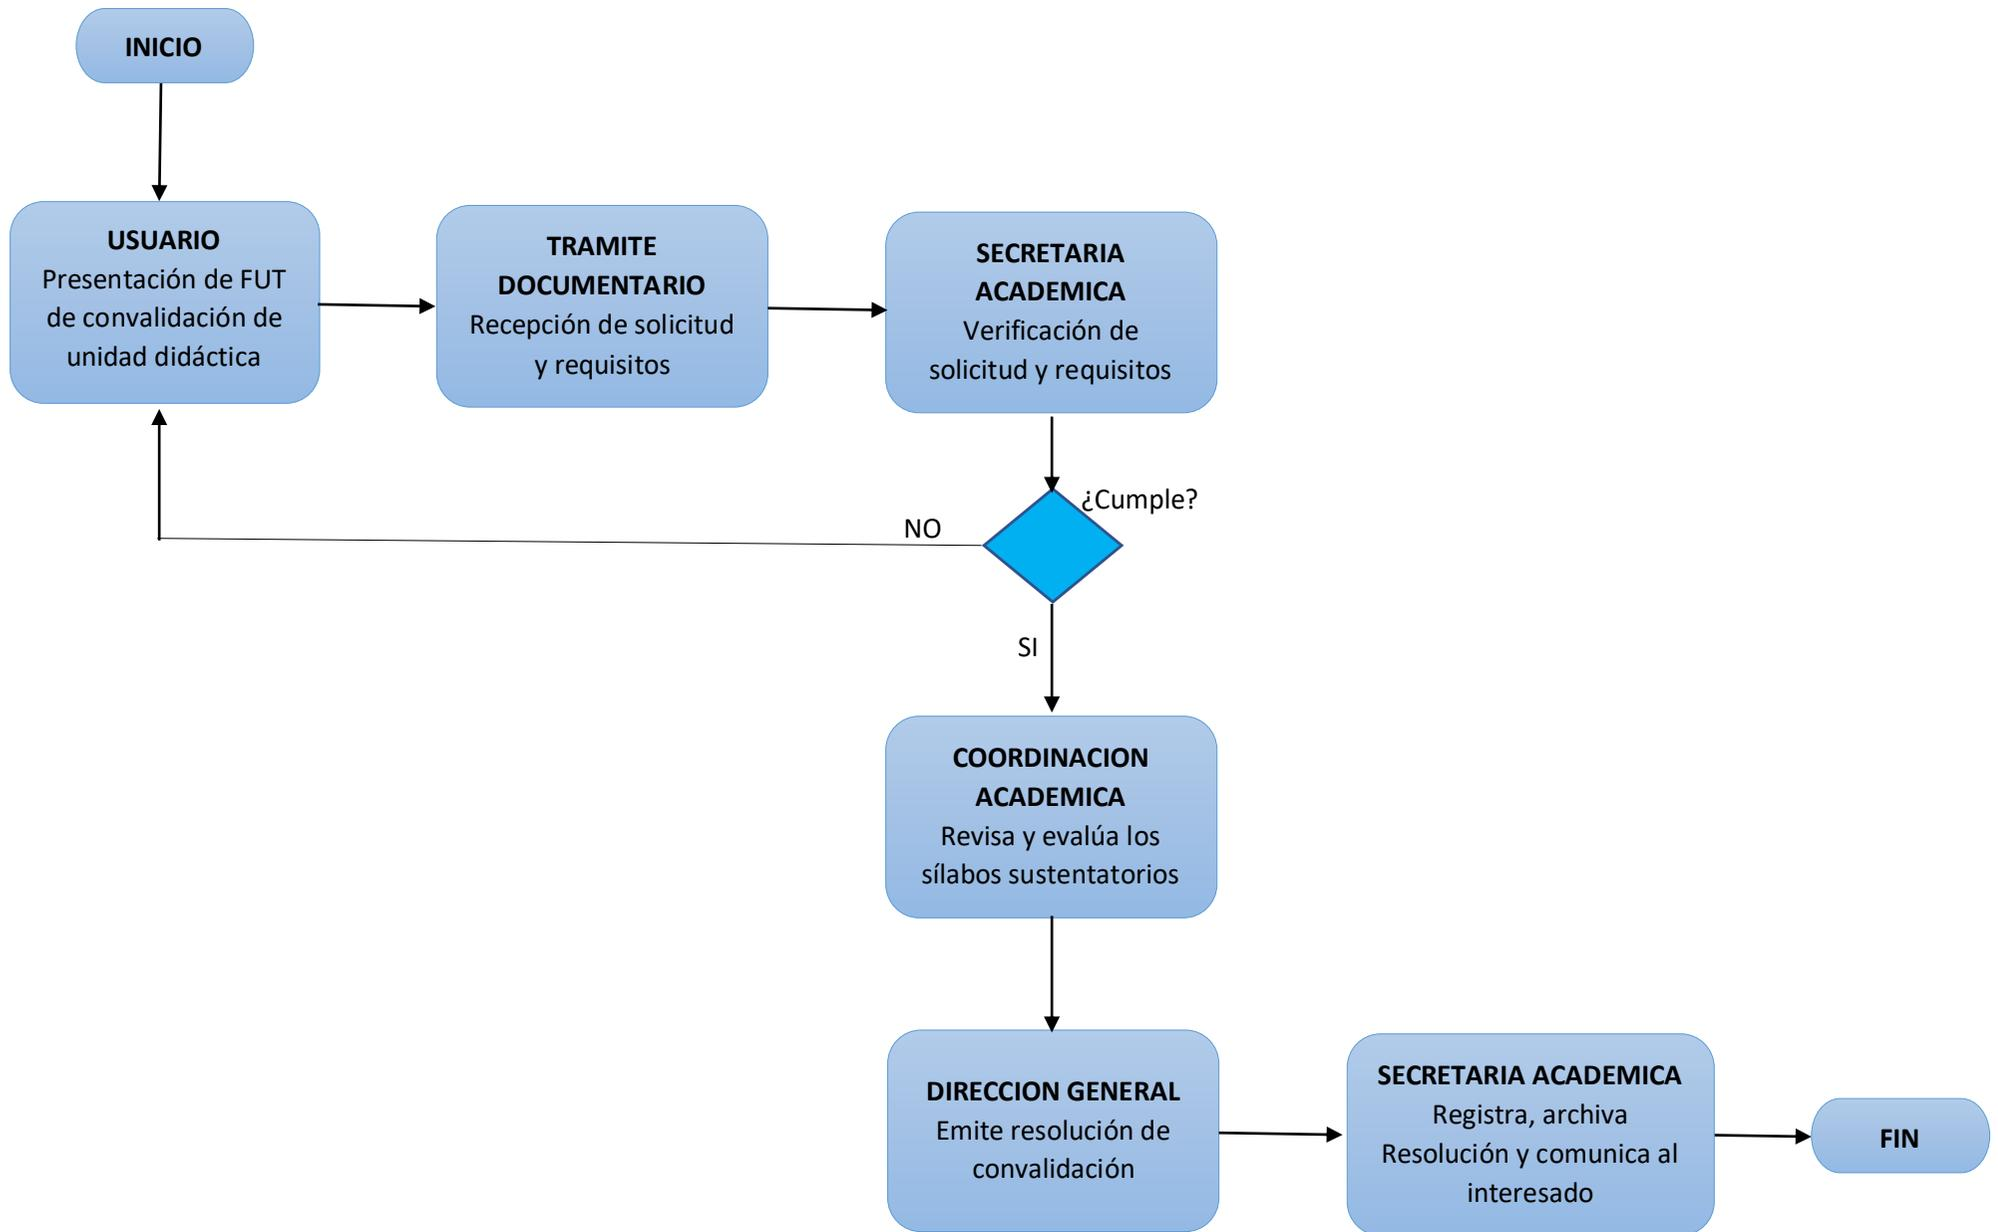 INICIO
USUARIO
Presentación de FUT
de convalidación de
unidad didáctica
TRAMITE
DOCUMENTARIO
Recepción de solicitud
y requisitos
SECRETARIA
ACADEMICA
Verificación de
solicitud y requisitos
¿Cumple?
NO
SI
COORDINACION
ACADEMICA
Revisa y evalúa los
sílabos sustentatorios
DIRECCION GENERAL
Emite resolución de
convalidación
SECRETARIA ACADEMICA
Registra, archiva
Resolución y comunica al
interesado
FIN